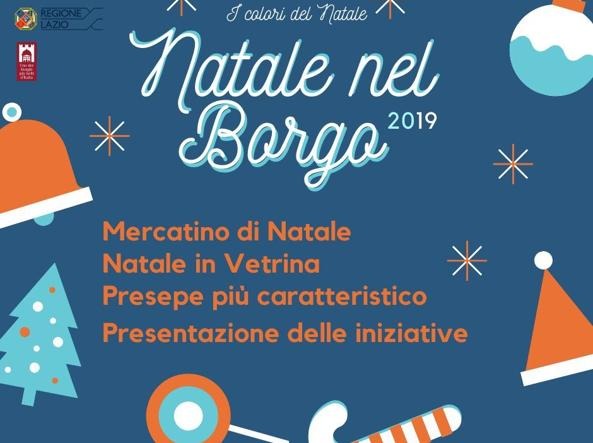 REGIONE
LAZIO
I colori del Natale
Natale nel
Borgo 2019
Mercatino di Natale
Natale in Vetrina
Presepe più caratteristico
Presentazione delle iniziative